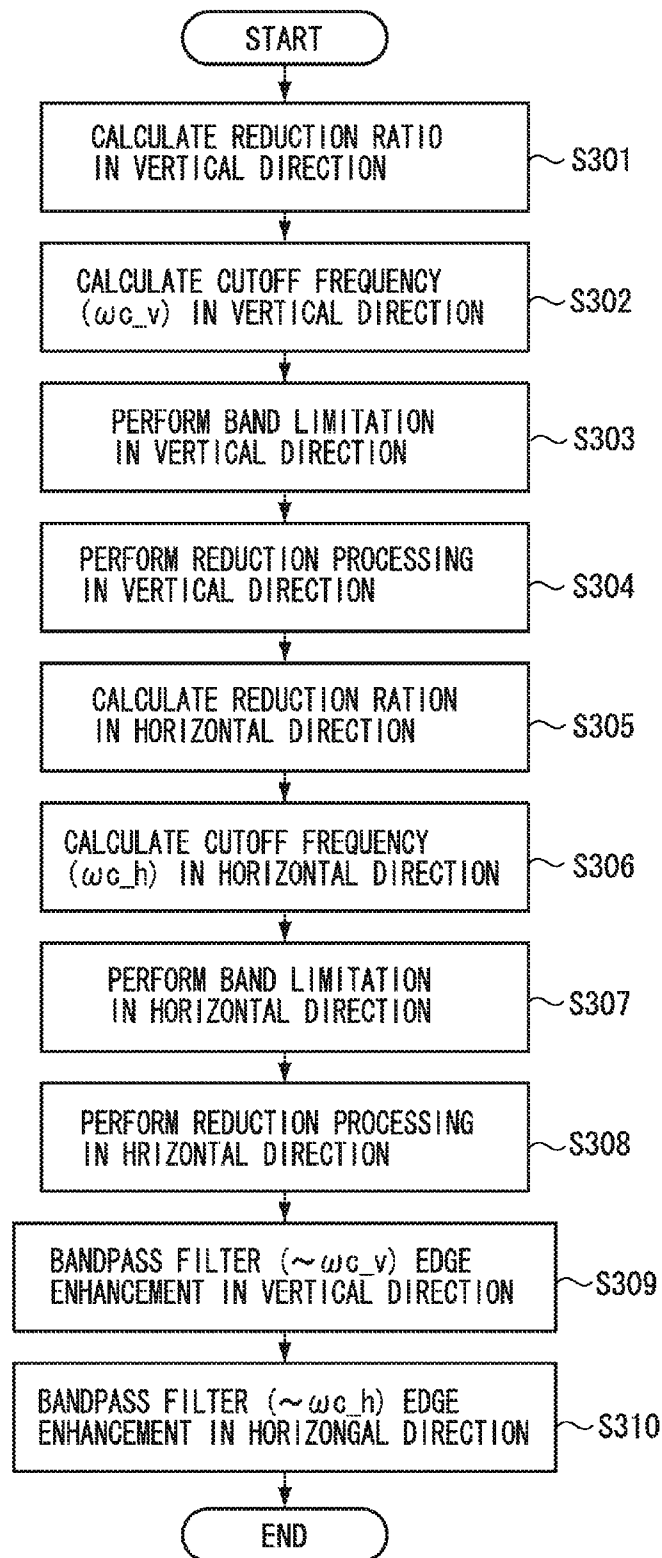 START
CALCULATE REDUCTION RATIO
IN VERTICAL DIRECTION
S301
CALCULATE CUTOFF FREQUENCY
(ωc_v) IN VERTICAL DIRECTION
S302
PERFORM BAND LIMITATION
IN VERTICAL DIRECTION
S303
PERFORM REDUCTION PROCESSING
IN VERTICAL DIRECTION
S304
CALCULATE REDUCTION RATION
IN HORIZONTAL DIRECTION
S305
CALCULATE CUTOFF FREQUENCY
(ωc_h) IN HORIZONTAL DIRECTION
S306
PERFORM BAND LIMITATION
IN HORIZONTAL DIRECTION
S307
PERFORM REDUCTION PROCESSING
IN HRIZONTAL DIRECTION
S308
BANDPASS FILTER (~ωc_v) EDGE
ENHANCEMENT IN VERTICAL DIRECTION
S309
BANDPASS FILTER (~ωc_h) EDGE
ENHANCEMENT IN HORIZONGAL DIRECTION
S310
END